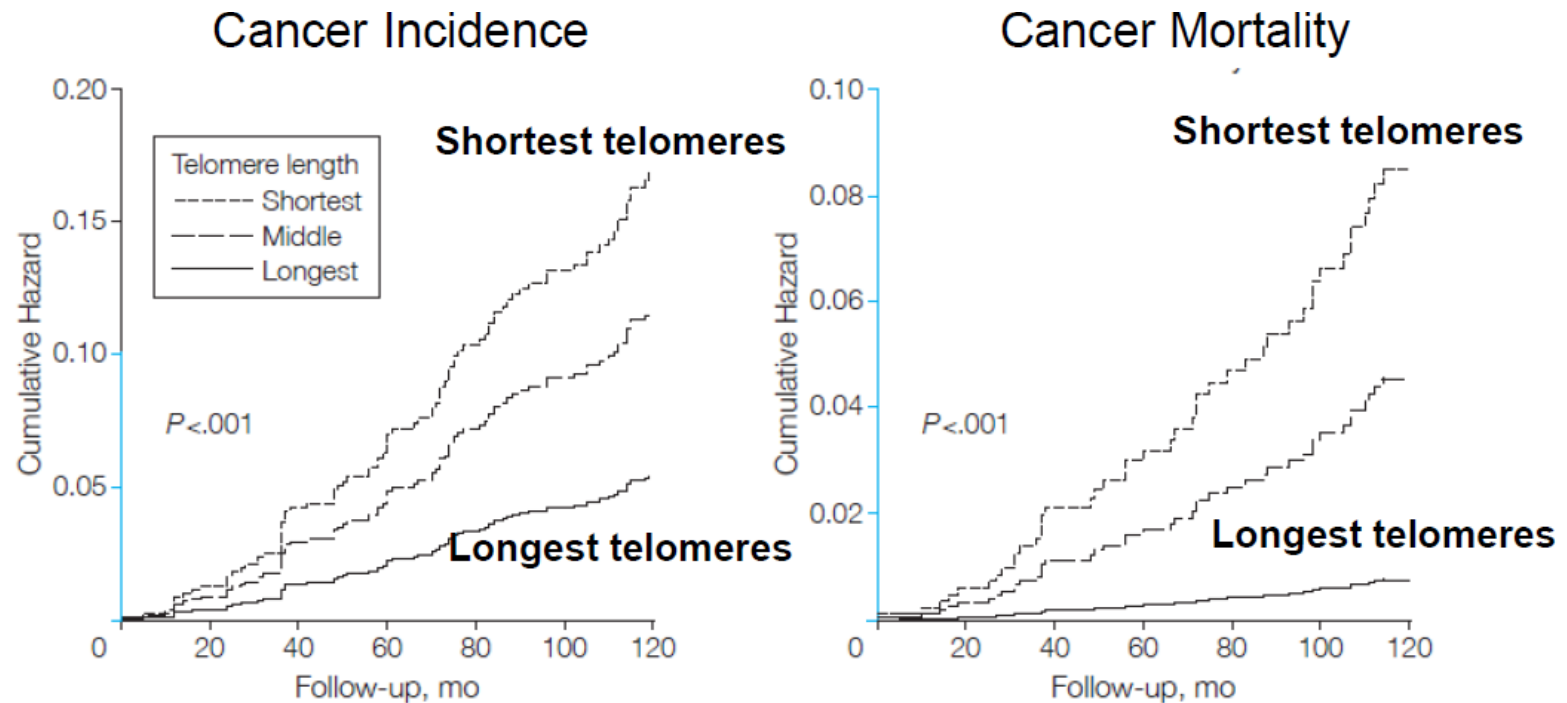 Cancer Incidence
0.20
0.15
0.10
0.05
Cumulative Hazard
Telomere length
Shortest
Middle
Longest
P<.001
Shortest telomeres
Longest telomeres
0 20 40 60 80 100 120
Follow-up, mo
Cancer Mortality
0.10
0.08
0.06
0.04
0.02
Cumulative Hazard
P<.001
Shortest telomeres
Longest telomeres
0 20 40 60 80 100 120
Follow-up, mo